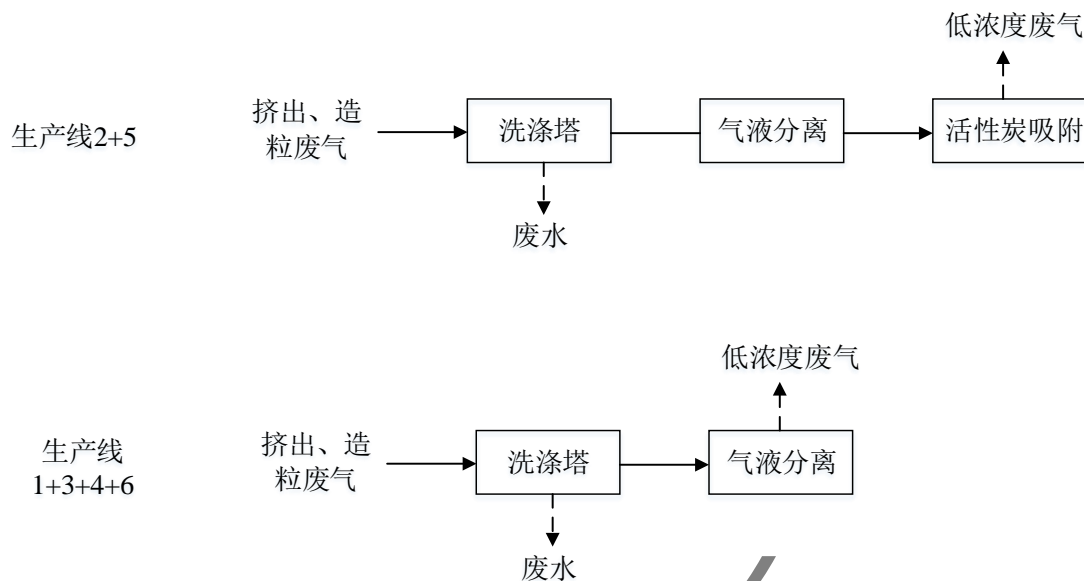 低浓度废气
生产线2+5
挤出、造
粒废气
洗涤塔
气液分离
活性炭吸附
废水
低浓度废气
生产线
1+3+4+6
挤出、造
粒废气
洗涤塔
气液分离
废水